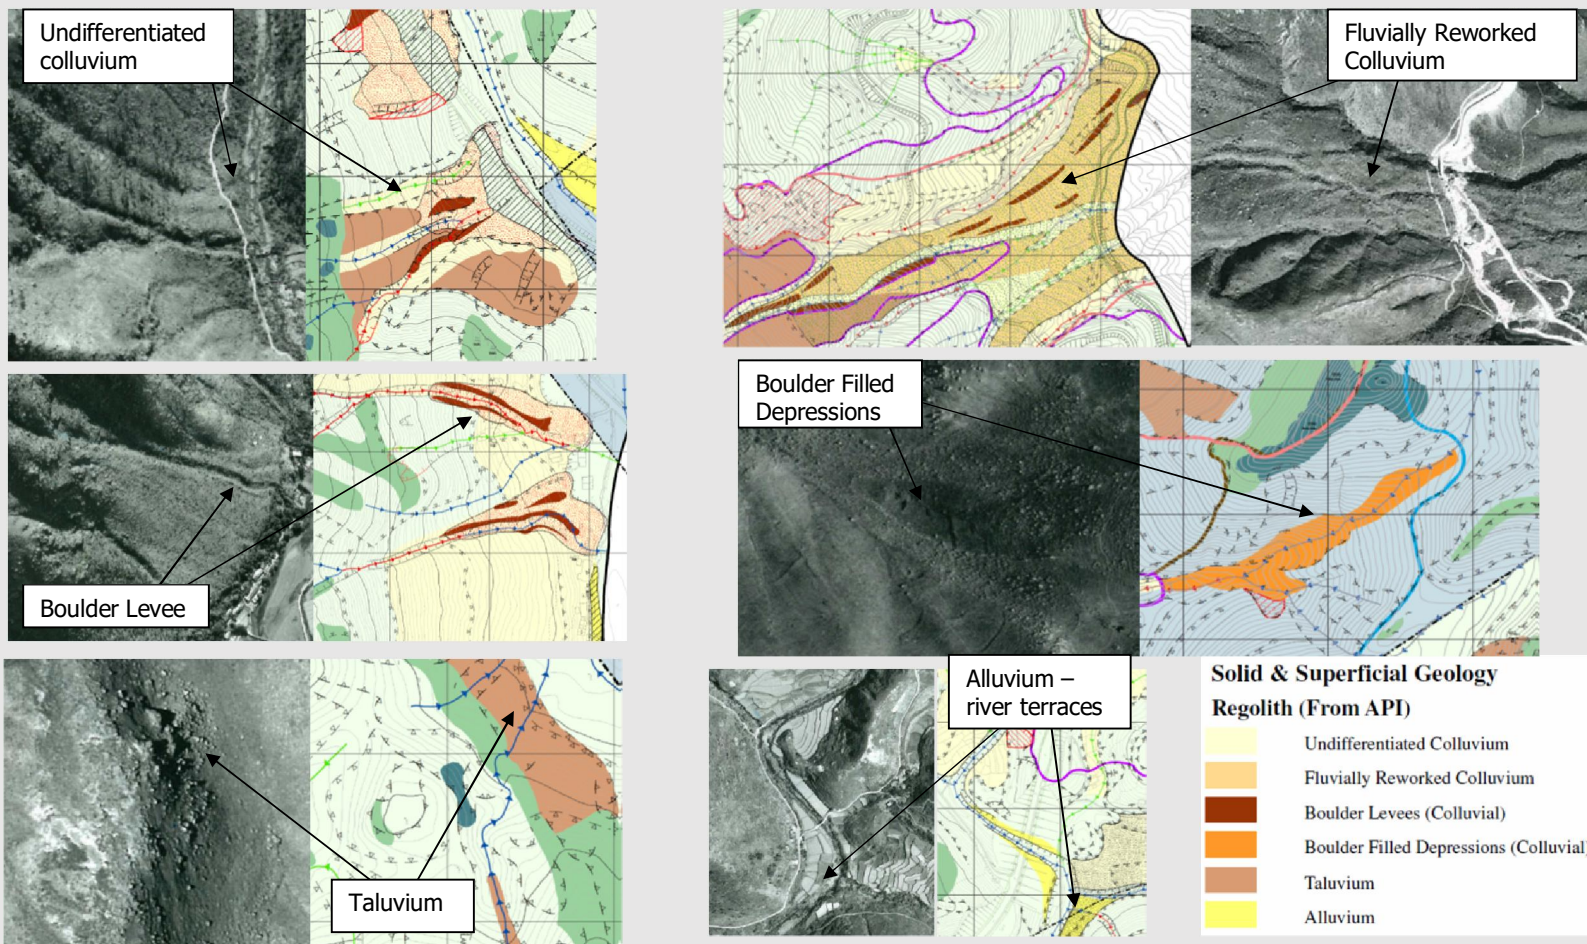 Undifferentiated
colluvium
Fluvially Reworked
Colluvium
Boulder Levee
Boulder Filled
Depressions
Taluvium
Alluvium –
river terraces
Solid & Superficial Geology
Regolith (From API)
Undifferentiated Colluvium
Fluvially Reworked Colluvium
Boulder Levees (Colluvial)
Boulder Filled Depressions (Colluvial)
Taluvium
Alluvium